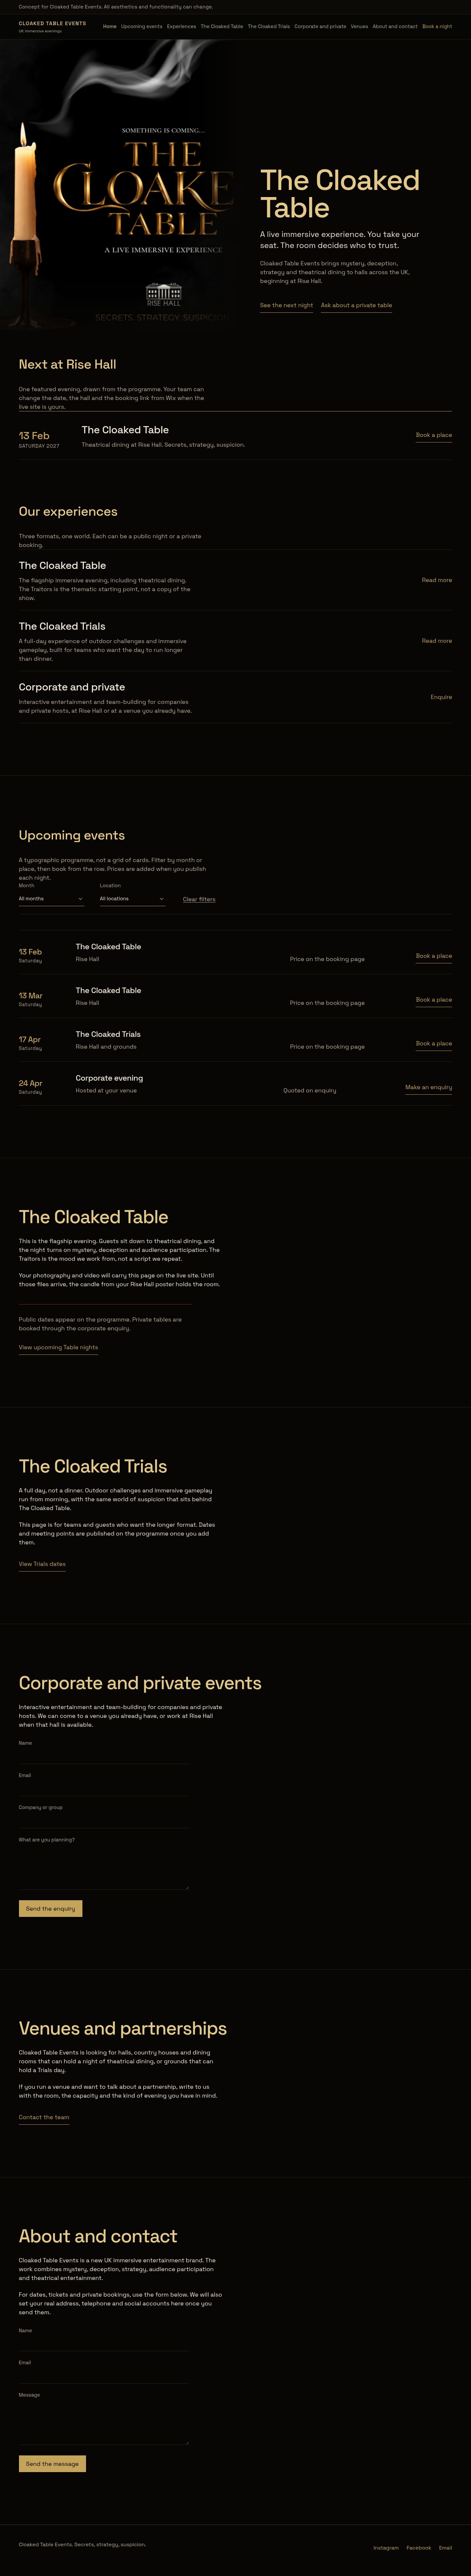 Concept for Cloaked Table Events. All aesthetics and functionality can change.
CLOAKED TABLE EVENTS
UK immersive evenings
Home Upcoming events Experiences The Cloaked Table The Cloaked Trials Corporate and private Venues About and contact Book a night
SOMETHING IS COMING...
THE
CLOAKE
TABLE
A LIVE IMMERSIVE EXPERIENCE
RISE HALL
SECRETS. STRATEGY. SUSPICION
The Cloaked
Table
A live immersive experience. You take your
seat. The room decides who to trust.
Cloaked Table Events brings mystery, deception,
strategy and theatrical dining to halls across the UK,
beginning at Rise Hall.
See the next night Ask about a private table
Next at Rise Hall
One featured evening, drawn from the programme. Your team can
change the date, the hall and the booking link from Wix when the
live site is yours.
13 Feb
SATURDAY 2027
The Cloaked Table
Theatrical dining at Rise Hall. Secrets, strategy, suspicion.
Book a place
Our experiences
Three formats, one world. Each can be a public night or a private
booking.
The Cloaked Table
The flagship immersive evening, including theatrical dining.
The Traitors is the thematic starting point, not a copy of the
show.
Read more
The Cloaked Trials
A full-day experience of outdoor challenges and immersive
gameplay, built for teams who want the day to run longer
than dinner.
Read more
Corporate and private
Interactive entertainment and team-building for companies
and private hosts, at Rise Hall or at a venue you already have.
Enquire
Upcoming events
A typographic programme, not a grid of cards. Filter by month or
place, then book from the row. Prices are added when you publish
each night.
Month Location
All months All locations Clear filters
13 Feb
Saturday
The Cloaked Table
Rise Hall
Price on the booking page
Book a place
13 Mar
Saturday
The Cloaked Table
Rise Hall
Price on the booking page
Book a place
17 Apr
Saturday
The Cloaked Trials
Rise Hall and grounds
Price on the booking page
Book a place
24 Apr
Saturday
Corporate evening
Hosted at your venue
Quoted on enquiry
Make an enquiry
The Cloaked Table
This is the flagship evening. Guests sit down to theatrical dining, and
the night turns on mystery, deception and audience participation. The
Traitors is the mood we work from, not a script we repeat.
Your photography and video will carry this page on the live site. Until
those files arrive, the candle from your Rise Hall poster holds the room.
Public dates appear on the programme. Private tables are
booked through the corporate enquiry.
View upcoming Table nights
The Cloaked Trials
A full day, not a dinner. Outdoor challenges and immersive gameplay
run from morning, with the same world of suspicion that sits behind
The Cloaked Table.
This page is for teams and guests who want the longer format. Dates
and meeting points are published on the programme once you add
them.
View Trials dates
Corporate and private events
Interactive entertainment and team-building for companies and private
hosts. We can come to a venue you already have, or work at Rise Hall
when that hall is available.
Name
Email
Company or group
What are you planning?
Send the enquiry
Venues and partnerships
Cloaked Table Events is looking for halls, country houses and dining
rooms that can hold a night of theatrical dining, or grounds that can
hold a Trials day.
If you run a venue and want to talk about a partnership, write to us
with the room, the capacity and the kind of evening you have in mind.
Contact the team
About and contact
Cloaked Table Events is a new UK immersive entertainment brand. The
work combines mystery, deception, strategy, audience participation
and theatrical entertainment.
For dates, tickets and private bookings, use the form below. We will also
set your real address, telephone and social accounts here once you
send them.
Name
Email
Message
Send the message
Cloaked Table Events. Secrets, strategy, suspicion.
Instagram Facebook Email